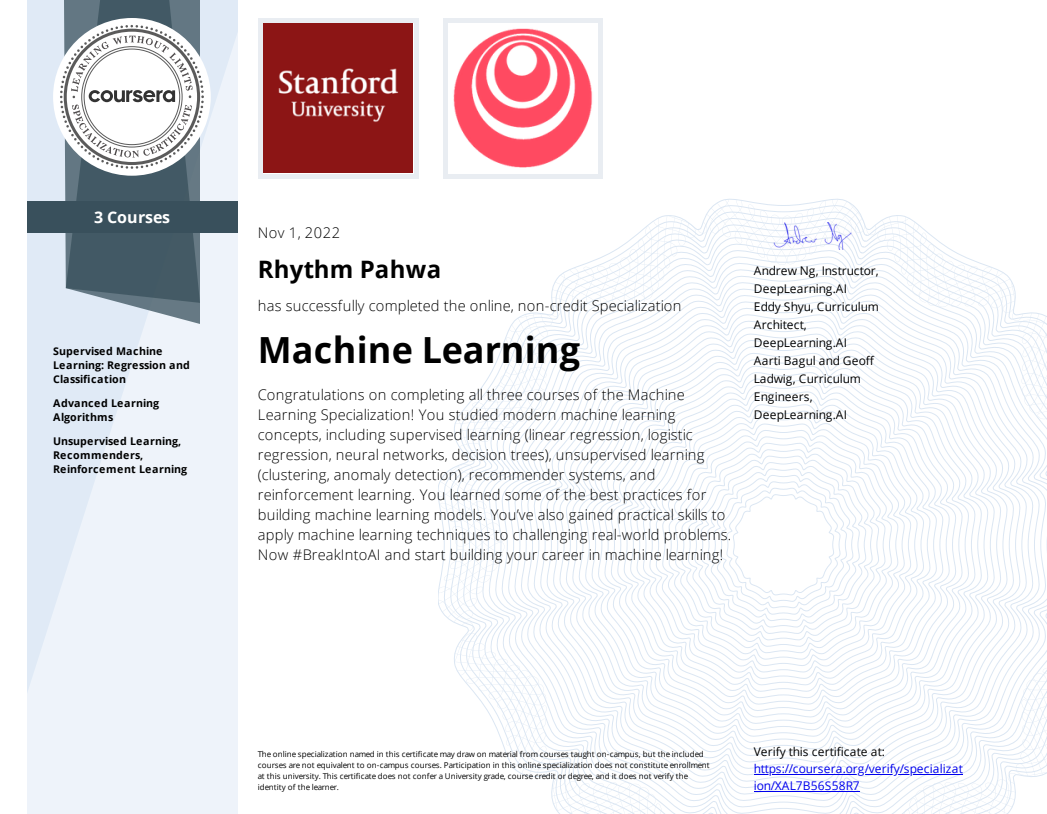 LEARNING WITHOUT LIMITS
coursera
SPECIALIZATION CERTIFICATE
3 Courses
Supervised Machine
Learning: Regression and
Classification
Advanced Learning
Algorithms
Unsupervised Learning,
Recommenders,
Reinforcement Learning
Stanford
University
Nov 1, 2022
Rhythm Pahwa
has successfully completed the online, non-credit Specialization
Machine Learning
Congratulations on completing all three courses of the Machine
Learning Specialization! You studied modern machine learning
concepts, including supervised learning (linear regression, logistic
regression, neural networks, decision trees), unsupervised learning
(clustering, anomaly detection), recommender systems, and
reinforcement learning. You learned some of the best practices for
building machine learning models. You’ve also gained practical skills to
apply machine learning techniques to challenging real-world problems.
Now #BreakIntoAI and start building your career in machine learning!
Andrew Ng
Andrew Ng, Instructor,
DeepLearning.AI
Eddy Shyu, Curriculum
Architect,
DeepLearning.AI
Aarti Bagul and Geoff
Ladwig, Curriculum
Engineers,
DeepLearning.AI
The online specialization named in this certificate may draw on material from courses taught on-campus, but the included
courses are not equivalent to on-campus courses. Participation in this online specialization does not constitute enrollment
at this university. This certificate does not confer a University grade, course credit or degree, and it does not verify the
identity of the learner.
Verify this certificate at:
https://coursera.org/verify/specializat
ion/XAL7B56S58R7